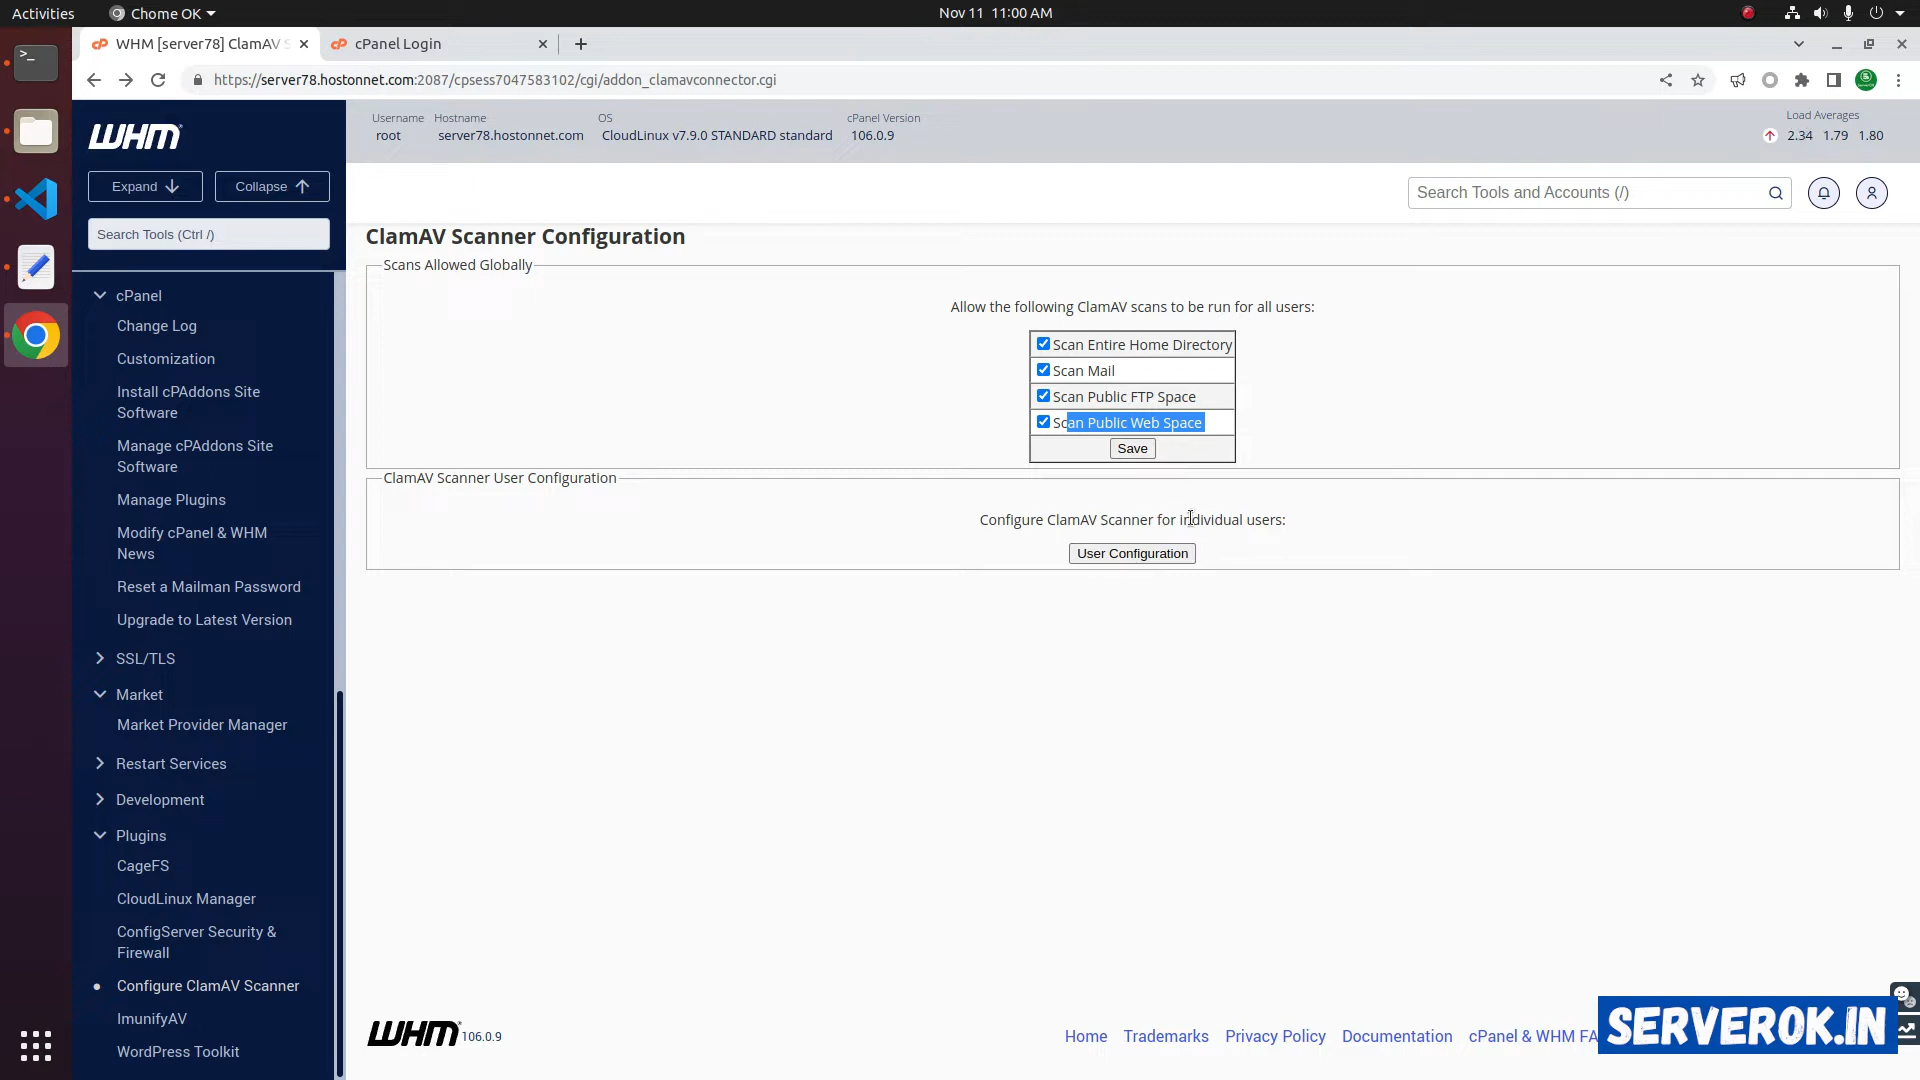 Activities
Chome OK
Nov 11 11:00 AM
WHM [server78] ClamAV S
cPanel Login
https://server78.hostonnet.com:2087/cpsess7047583102/cgi/addon_clamavconnector.cgi
WHM
Username
root
Hostname
server78.hostonnet.com
OS
CloudLinux v7.9.0 STANDARD standard
cPanel Version
106.0.9
Load Averages
2.34 1.79 1.80
Expand
Collapse
Search Tools (Ctrl /)
Search Tools and Accounts (/)
cPanel
Change Log
Customization
Install cPAddons Site
Software
Manage cPAddons Site
Software
Manage Plugins
Modify cPanel & WHM
News
Reset a Mailman Password
Upgrade to Latest Version
SSL/TLS
Market
Market Provider Manager
Restart Services
Development
Plugins
CageFS
CloudLinux Manager
ConfigServer Security &
Firewall
Configure ClamAV Scanner
ImunifyAV
WordPress Toolkit
ClamAV Scanner Configuration
Scans Allowed Globally
Allow the following ClamAV scans to be run for all users:
Scan Entire Home Directory
Scan Mail
Scan Public FTP Space
Scan Public Web Space
Save
ClamAV Scanner User Configuration
Configure ClamAV Scanner for individual users:
User Configuration
WHM 106.0.9
Home
Trademarks
Privacy Policy
Documentation
cPanel & WHM FA
SERVEROK.IN